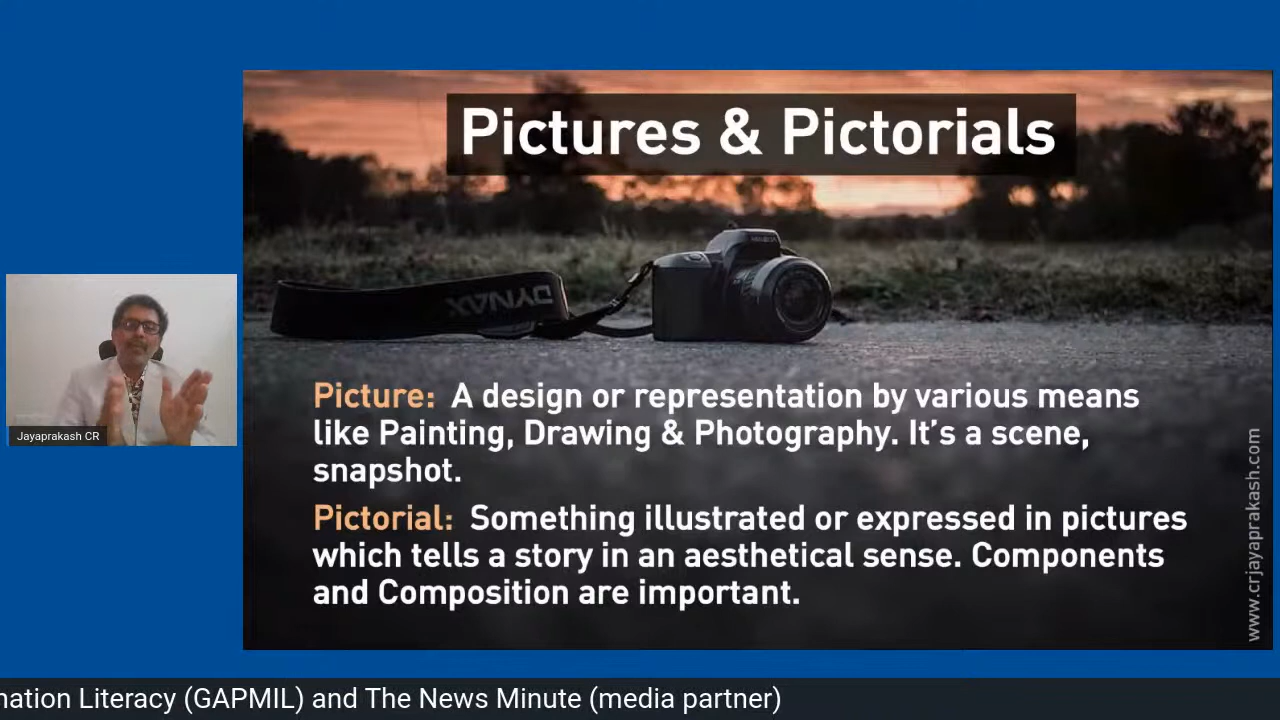 Pictures & Pictorials
DYNAX
Picture: A design or representation by various means
like Painting, Drawing & Photography. It’s a scene,
snapshot.
Pictorial: Something illustrated or expressed in pictures
which tells a story in an aesthetical sense. Components
and Composition are important.
www.crjayaprakash.com
Jayaprakash CR
nation Literacy (GAPMIL) and The News Minute (media partner)